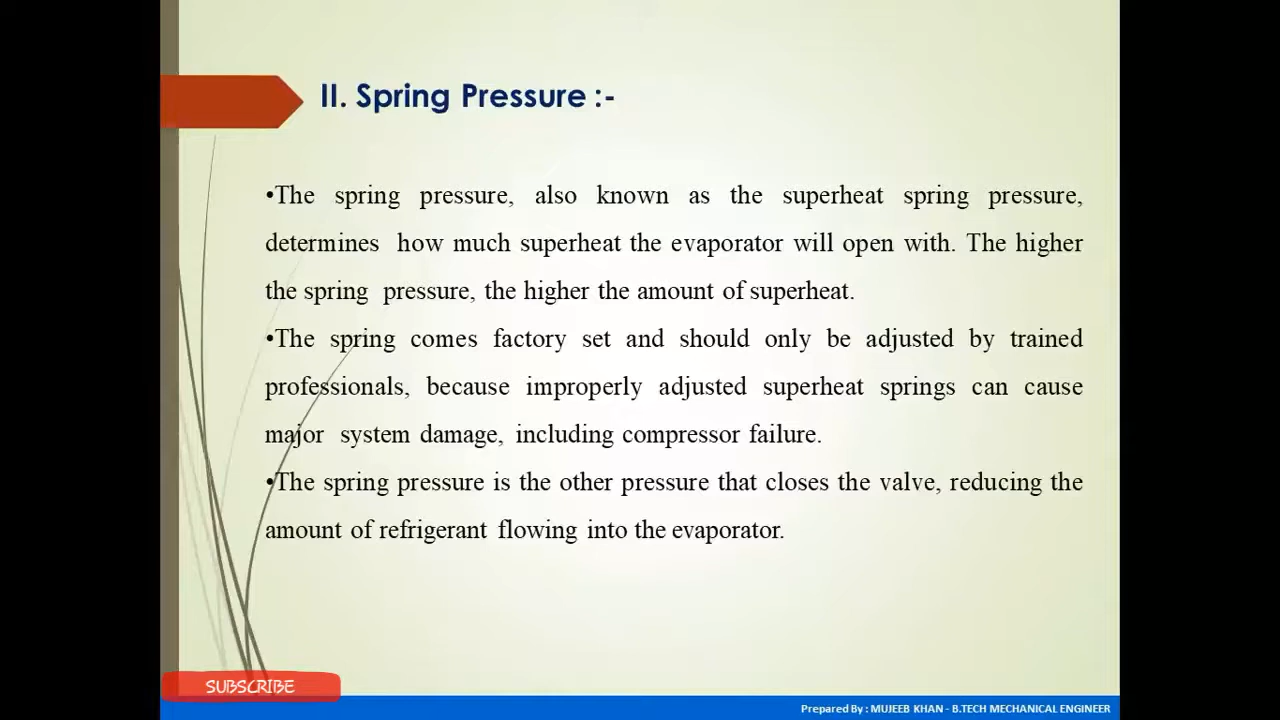 II. Spring Pressure :-
•The spring pressure, also known as the superheat spring pressure,
determines how much superheat the evaporator will open with. The higher
the spring pressure, the higher the amount of superheat.
•The spring comes factory set and should only be adjusted by trained
professionals, because improperly adjusted superheat springs can cause
major system damage, including compressor failure.
•The spring pressure is the other pressure that closes the valve, reducing the
amount of refrigerant flowing into the evaporator.
SUBSCRIBE
Prepared By : MUJEEB KHAN - B.TECH MECHANICAL ENGINEER